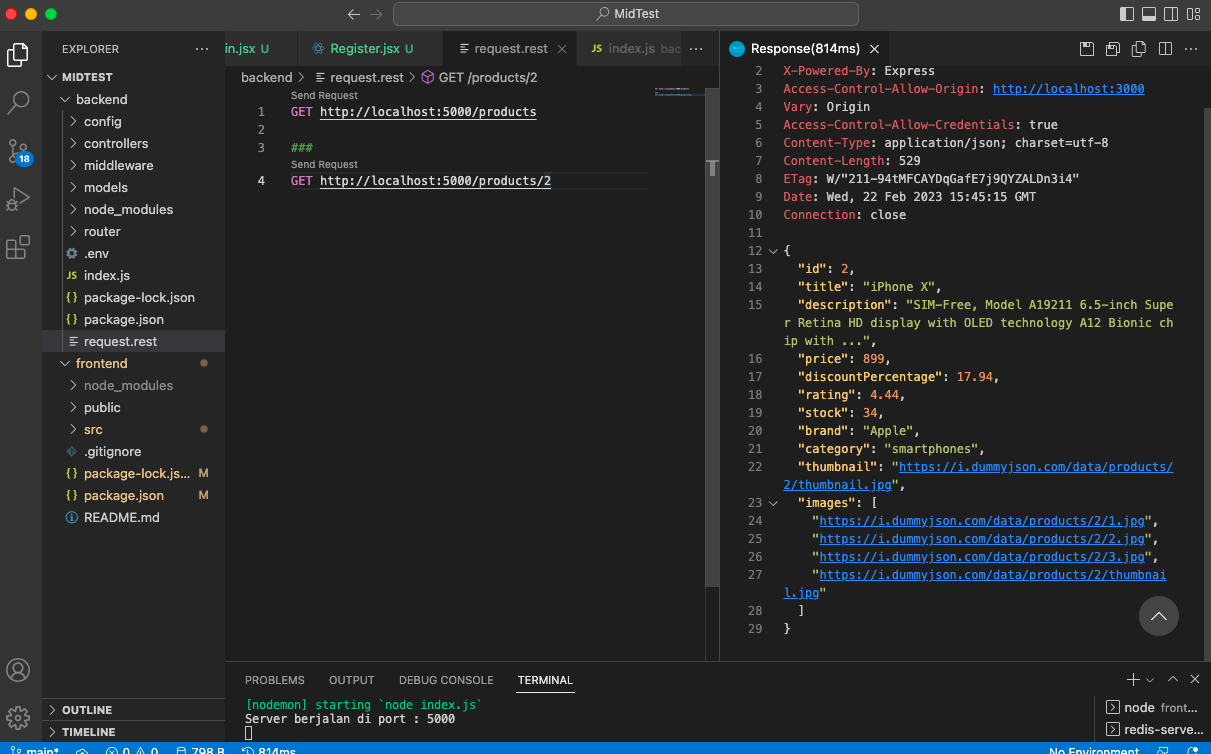 MidTest
EXPLORER
MIDTEST
backend
config
controllers
middleware
models
node_modules
router
.env
JS index.js
{} package-lock.json
{} package.json
request.rest
frontend
node_modules
public
src
.gitignore
{} package-lock.js... M
{} package.json M
README.md
OUTLINE
TIMELINE
in.jsx U
Register.jsx U
request.rest
JS index.js bac
backend > request.rest > GET /products/2
Send Request
1 GET http://localhost:5000/products
2
3 ###
Send Request
4 GET http://localhost:5000/products/2
Response(814ms)
2 X-Powered-By: Express
3 Access-Control-Allow-Origin: http://localhost:3000
4 Vary: Origin
5 Access-Control-Allow-Credentials: true
6 Content-Type: application/json; charset=utf-8
7 Content-Length: 529
8 ETag: W/"211-94tMFCAYDqGafE7j9QYZALDn3i4"
9 Date: Wed, 22 Feb 2023 15:45:15 GMT
10 Connection: close
11
12 {
13 "id": 2,
14 "title": "iPhone X",
15 "description": "SIM-Free, Model A19211 6.5-inch Supe
r Retina HD display with OLED technology A12 Bionic ch
ip with ...",
16 "price": 899,
17 "discountPercentage": 17.94,
18 "rating": 4.44,
19 "stock": 34,
20 "brand": "Apple",
21 "category": "smartphones",
22 "thumbnail": "https://i.dummyjson.com/data/products/
2/thumbnail.jpg",
23 "images": [
24 "https://i.dummyjson.com/data/products/2/1.jpg",
25 "https://i.dummyjson.com/data/products/2/2.jpg",
26 "https://i.dummyjson.com/data/products/2/3.jpg",
27 "https://i.dummyjson.com/data/products/2/thumbnai
l.jpg"
28 ]
29 }
PROBLEMS
OUTPUT
DEBUG CONSOLE
TERMINAL
[nodemon] starting `node index.js`
Server berjalan di port : 5000
node front...
redis-serve...
18
main* 0 0 798 B 814ms
No Environment